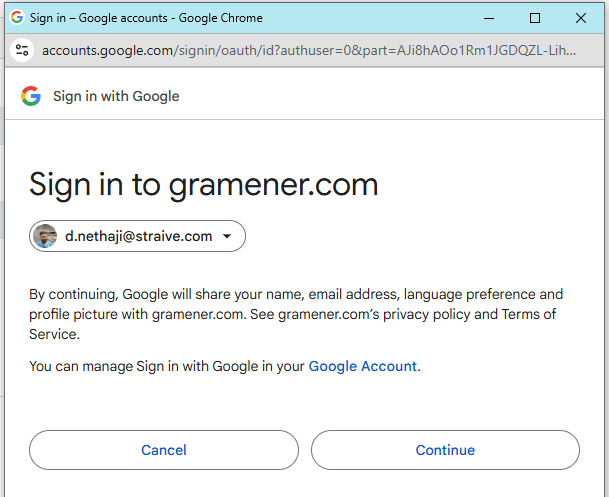 Sign in – Google accounts - Google Chrome
accounts.google.com/signin/oauth/id?authuser=0&part=AJi8hAOo1Rm1JGDQZL-Lih...
Sign in with Google
Sign in to gramener.com
d.nethaji@straive.com
By continuing, Google will share your name, email address, language preference and
profile picture with gramener.com. See gramener.com's privacy policy and Terms of
Service.
You can manage Sign in with Google in your Google Account.
Cancel Continue